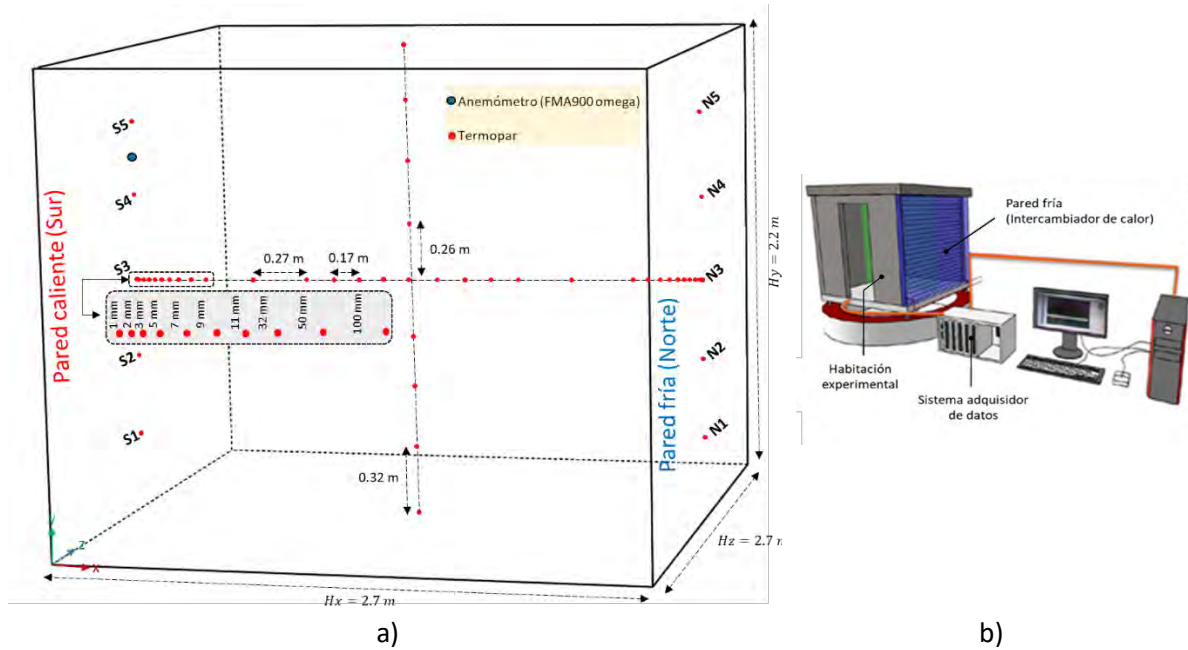 Anemómetro (FMA900 omega)
Termopar
S5
S4
S3
S2
S1
Pared caliente (Sur)
0.27 m
0.17 m
0.26 m
0.32 m
1 mm
2 mm
3 mm
5 mm
7 mm
9 mm
11 mm
32 mm
50 mm
100 mm
N5
N4
N3
N2
N1
Pared fría (Norte)
Hy = 2.2 m
Hz = 2.7 m
Hx = 2.7 m
Y
Z
X
a)
Pared fría
(Intercambiador de calor)
Habitación
experimental
Sistema adquisidor
de datos
b)